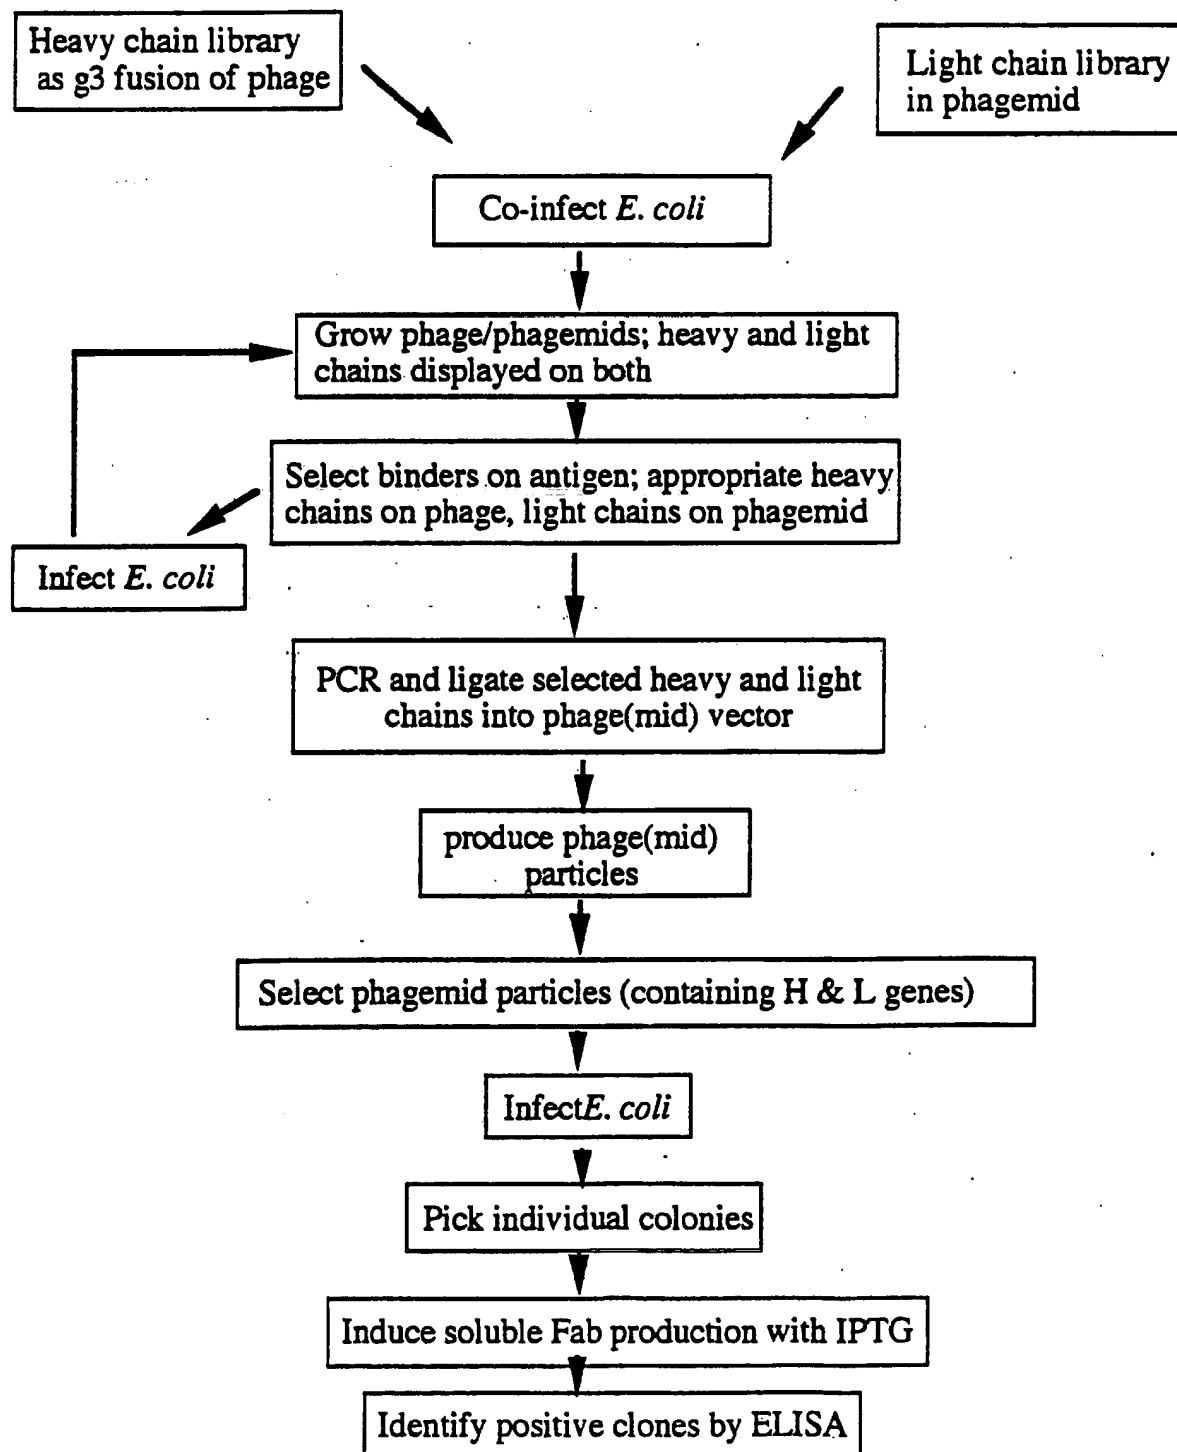 Heavy chain library
as g3 fusion of phage
Light chain library
in phagemid
Co-infect E. coli
Grow phage/phagemids; heavy and light
chains displayed on both
Select binders on antigen; appropriate heavy
chains on phage, light chains on phagemid
Infect E. coli
PCR and ligate selected heavy and light
chains into phage(mid) vector
produce phage(mid)
particles
Select phagemid particles (containing H & L genes)
InfectE. coli
Pick individual colonies
Induce soluble Fab production with IPTG
Identify positive clones by ELISA